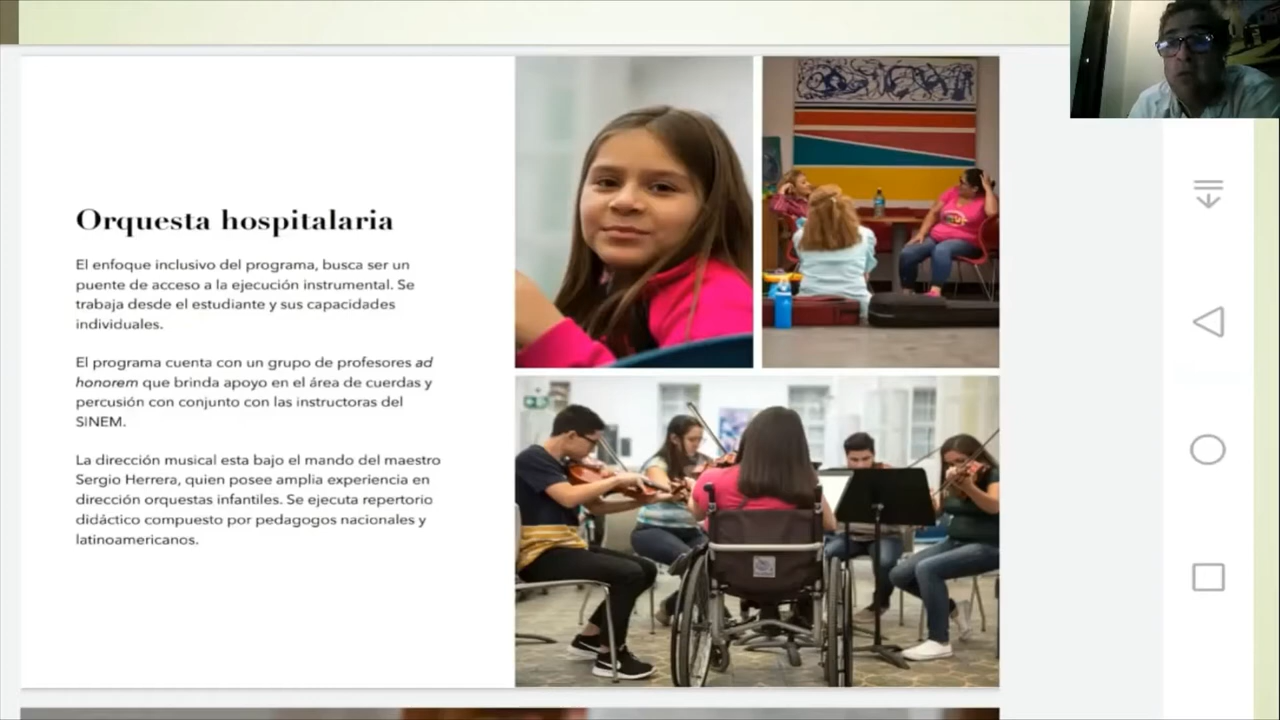 Orquesta hospitalaria
El enfoque inclusivo del programa, busca ser un
puente de acceso a la ejecución instrumental. Se
trabaja desde el estudiante y sus capacidades
individuales.
El programa cuenta con un grupo de profesores ad
honorem que brinda apoyo en el área de cuerdas y
percusión con conjunto con las instructoras del
SINEM.
La dirección musical esta bajo el mando del maestro
Sergio Herrera, quien posee amplia experiencia en
dirección orquestas infantiles. Se ejecuta repertorio
didáctico compuesto por pedagogos nacionales y
latinoamericanos.